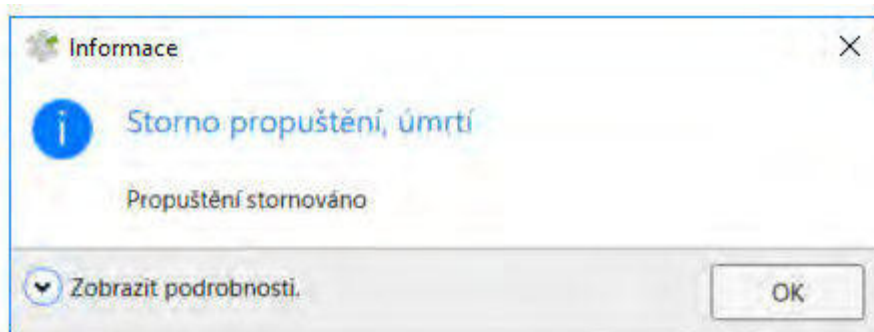 Informace
Storno propuštění, úmrtí
Propuštění stornováno
Zobrazit podrobnosti.
OK